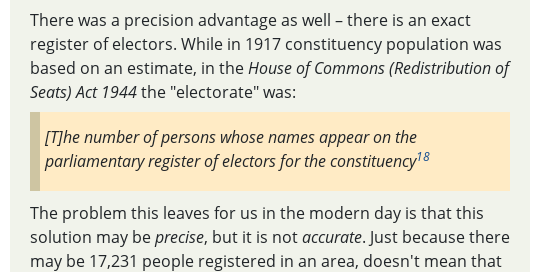 There was a precision advantage as well – there is an exact
register of electors. While in 1917 constituency population was
based on an estimate, in the House of Commons (Redistribution of
Seats) Act 1944 the "electorate" was:
[T]he number of persons whose names appear on the
parliamentary register of electors for the constituency18
The problem this leaves for us in the modern day is that this
solution may be precise, but it is not accurate. Just because there
may be 17,231 people registered in an area, doesn't mean that